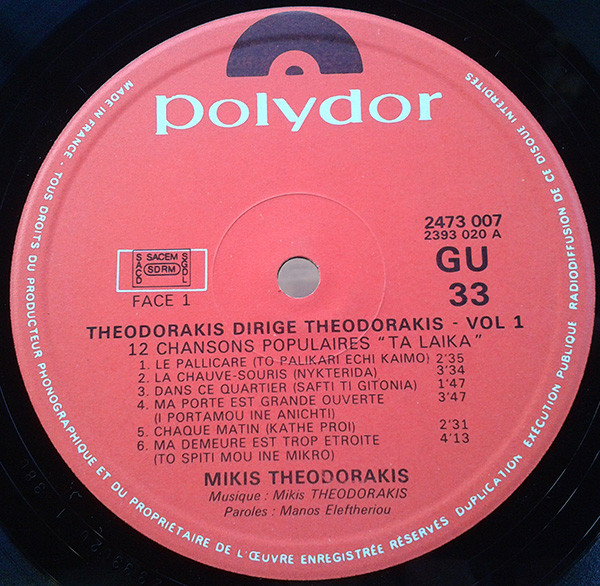 polydor
2473 007
2393 020 A
GU
33
SACD
SACEM
SDRM
SGDL
FACE 1
THEODORAKIS DIRIGE THEODORAKIS - VOL 1
12 CHANSONS POPULAIRES "TA LAIKA"
1. LE PALLICARE (TO PALIKARI ECHI KAIMO) 2'35
2. LA CHAUVE-SOURIS (NYKTERIDA) 3'34
3. DANS CE QUARTIER (SAFTI TI GITONIA) 1'47
4. MA PORTE EST GRANDE OUVERTE 3'47
(I PORTAMOU INE ANICHTI)
5. CHAQUE MATIN (KATHE PROI) 2'31
6. MA DEMEURE EST TROP ETROITE 4'13
(TO SPITI MOU INE MIKRO)
MIKIS THEODORAKIS
Musique : Mikis THEODORAKIS
Paroles : Manos Eleftheriou
MADE IN FRANCE - TOUS DROITS DU PRODUCTEUR PHONOGRAPHIQUE ET DU PROPRIETAIRE DE L'ŒUVRE ENREGISTRÉE RÉSERVÉS DUPLICATION EXÉCUTION PUBLIQUE RADIODIFFUSION DE CE DISQUE INTERDITES